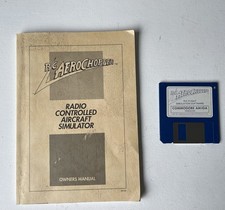 R/C AEROCHOPPER
RADIO
CONTROLLED
AIRCRAFT
SIMULATOR
OWNERS MANUAL
R/C AEROCHOPPER
COMMODORE AMIGA